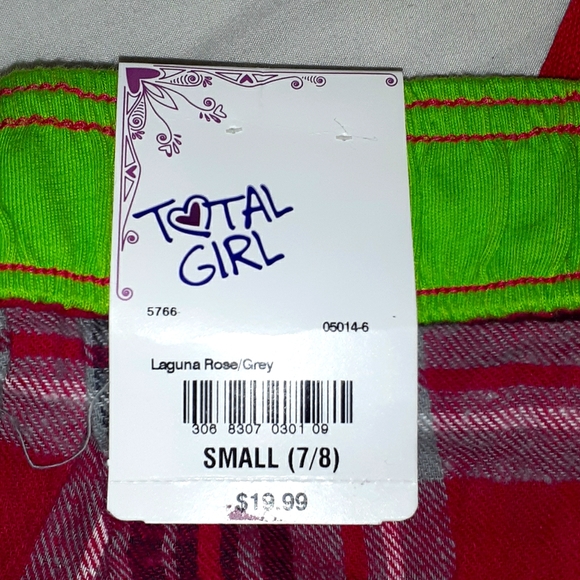 TOTAL
GIRL
5766
05014-6
Laguna Rose/Grey
306 8307 0301 09
SMALL (7/8)
$19.99